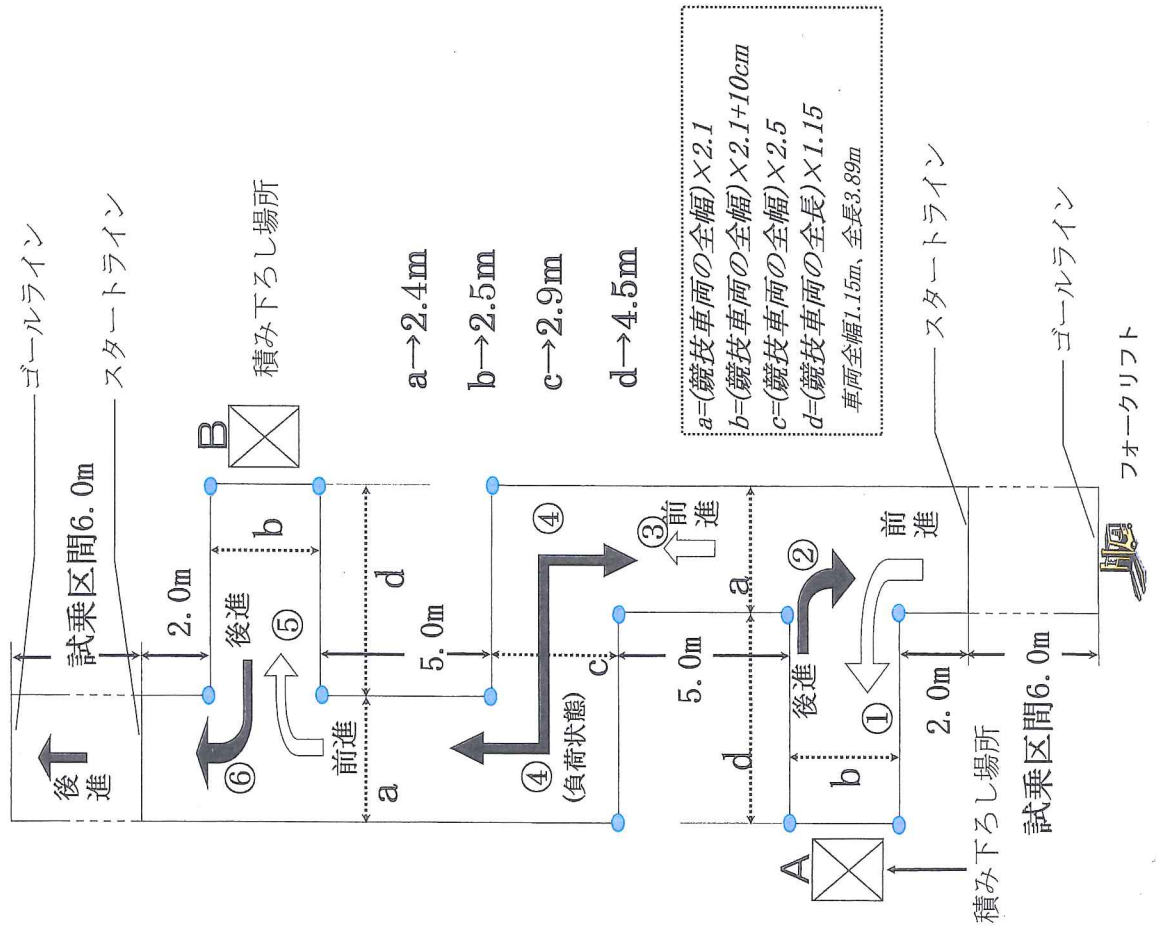 ゴールライン
スタートライン
試乗区間6.0m
後進
2.0m
B
積み下ろし場所
b
後進
⑤
⑥
前進
d
a
5.0m
a→2.4m
b→2.5m
c→2.9m
d→4.5m
④
④
(負荷状態)
c
③
前進
a
a=(競技車両の全幅)×2.1
b=(競技車両の全幅)×2.1+10cm
c=(競技車両の全幅)×2.5
d=(競技車両の全長)×1.15
車両全幅1.15m、全長3.89m
5.0m
d
②
後進
①
前進
b
A
積み下ろし場所
2.0m
スタートライン
試乗区間6.0m
ゴールライン
フォークリフト